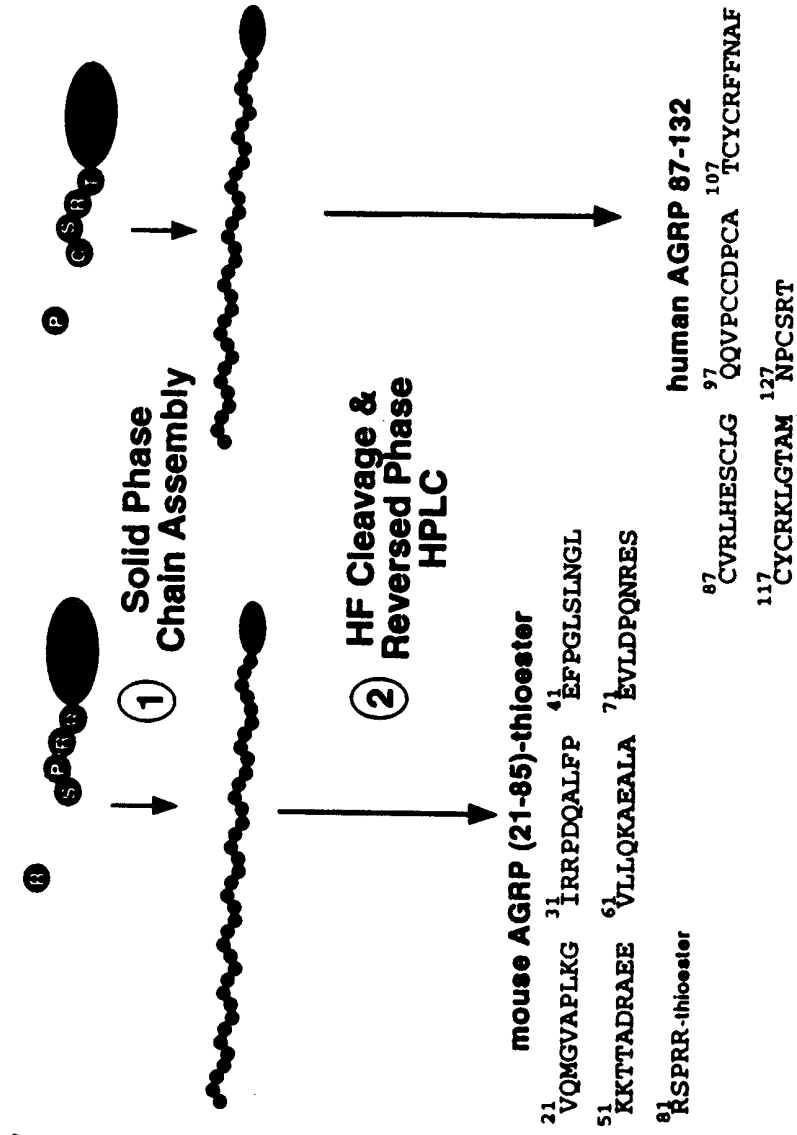 R
S P R R
P
C S R T
1
Solid Phase
Chain Assembly
2
HF Cleavage &
Reversed Phase
HPLC
mouse AGRP (21-85)-thioester
21 31 41
VQMGVAPLKG IRRPDQALFP EFPGLSLNGL
51 61 71
KKTTADRAEE VLLQKAEALA EVLDPQNRES
81
RSPRR-thioester
human AGRP 87-132
87 97 107
CVRLHESCLG QQVPCCDPCA TCYCRFFNAF
117 127
CYCRKLGTAM NPCSRT